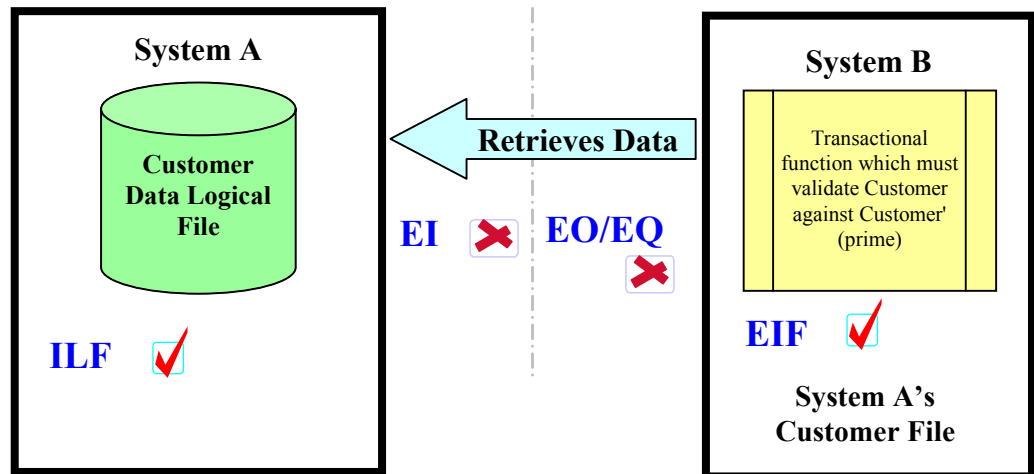 System A
Customer
Data Logical
File
ILF
Retrieves Data
EI
EO/EQ
System B
Transactional
function which must
validate Customer
against Customer'
(prime)
EIF
System A’s
Customer File